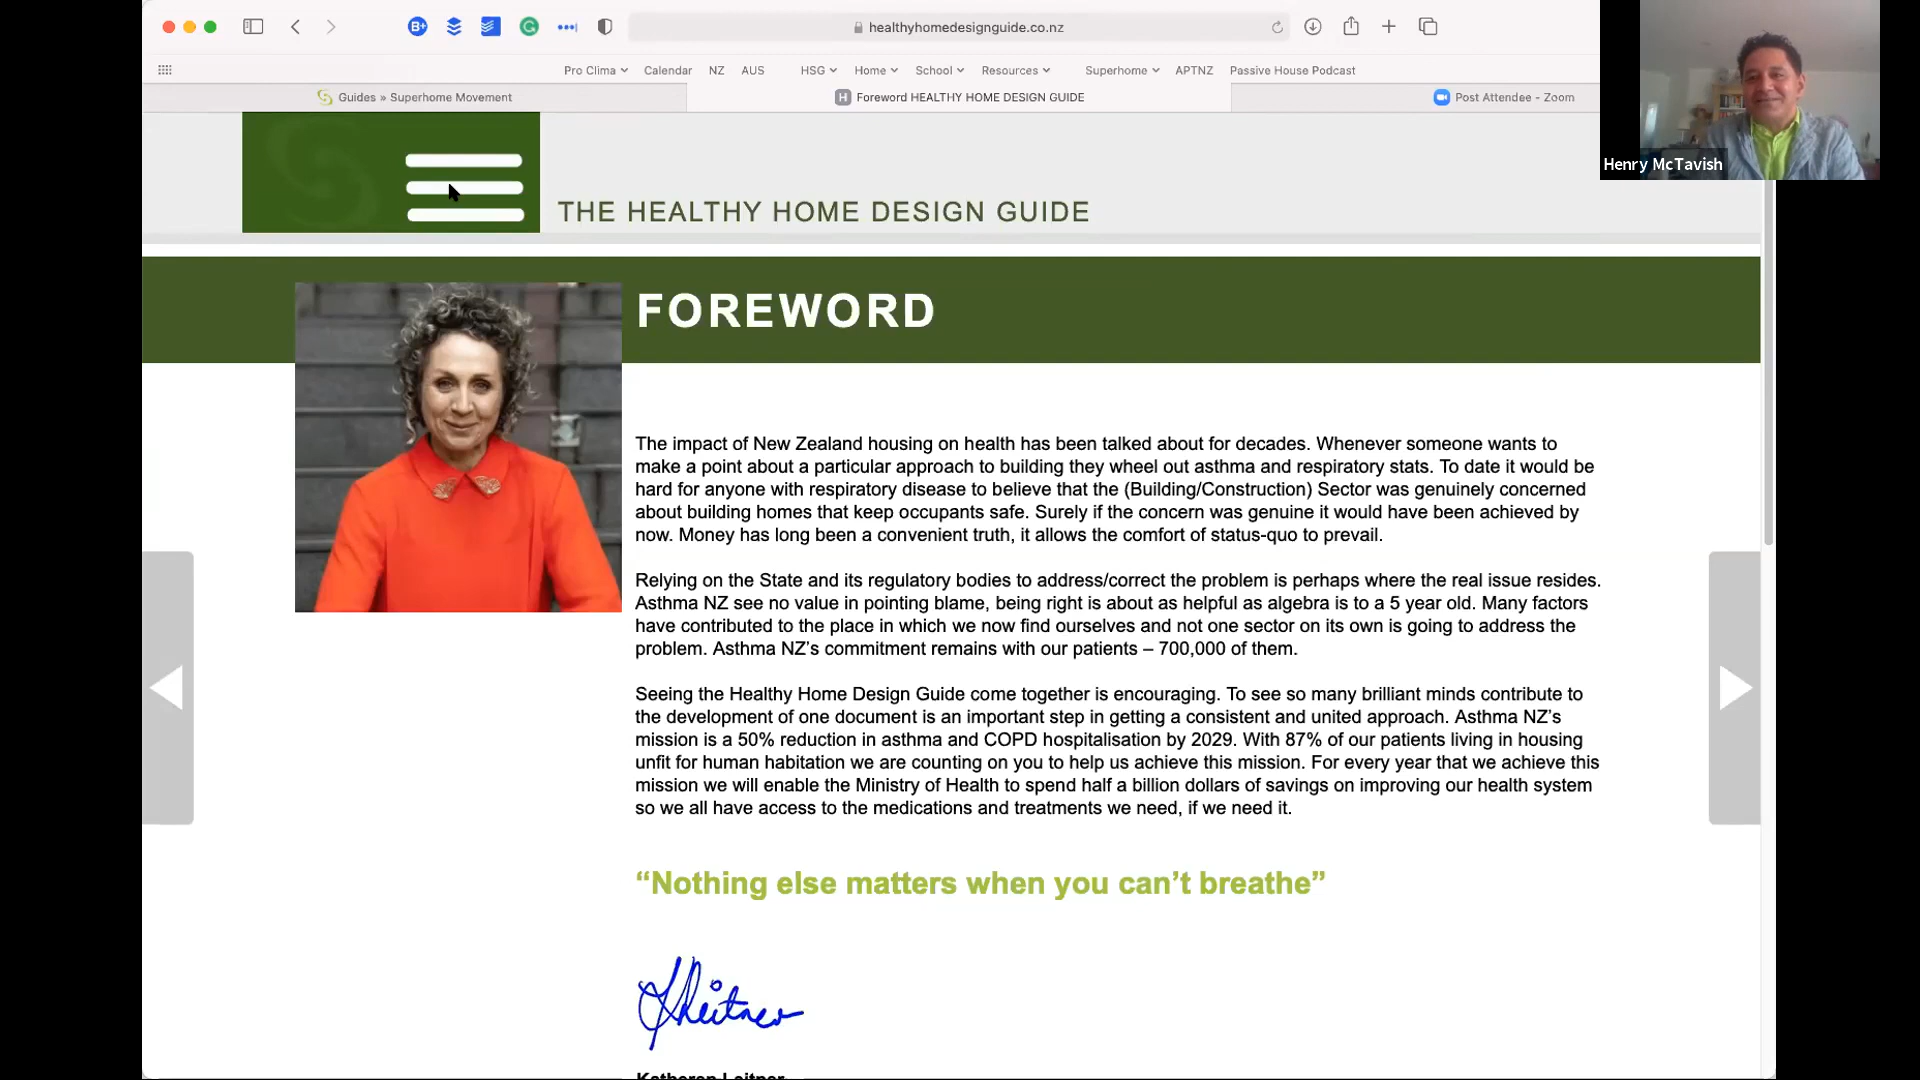 healthyhomedesignguide.co.nz
Pro Clima Calendar NZ AUS HSG Home School Resources Superhome APTNZ Passive House Podcast
Guides » Superhome Movement
Foreword HEALTHY HOME DESIGN GUIDE
Post Attendee - Zoom
Henry McTavish
THE HEALTHY HOME DESIGN GUIDE
FOREWORD
The impact of New Zealand housing on health has been talked about for decades. Whenever someone wants to
make a point about a particular approach to building they wheel out asthma and respiratory stats. To date it would be
hard for anyone with respiratory disease to believe that the (Building/Construction) Sector was genuinely concerned
about building homes that keep occupants safe. Surely if the concern was genuine it would have been achieved by
now. Money has long been a convenient truth, it allows the comfort of status-quo to prevail.
Relying on the State and its regulatory bodies to address/correct the problem is perhaps where the real issue resides.
Asthma NZ see no value in pointing blame, being right is about as helpful as algebra is to a 5 year old. Many factors
have contributed to the place in which we now find ourselves and not one sector on its own is going to address the
problem. Asthma NZ’s commitment remains with our patients – 700,000 of them.
Seeing the Healthy Home Design Guide come together is encouraging. To see so many brilliant minds contribute to
the development of one document is an important step in getting a consistent and united approach. Asthma NZ’s
mission is a 50% reduction in asthma and COPD hospitalisation by 2029. With 87% of our patients living in housing
unfit for human habitation we are counting on you to help us achieve this mission. For every year that we achieve this
mission we will enable the Ministry of Health to spend half a billion dollars of savings on improving our health system
so we all have access to the medications and treatments we need, if we need it.
“Nothing else matters when you can’t breathe”